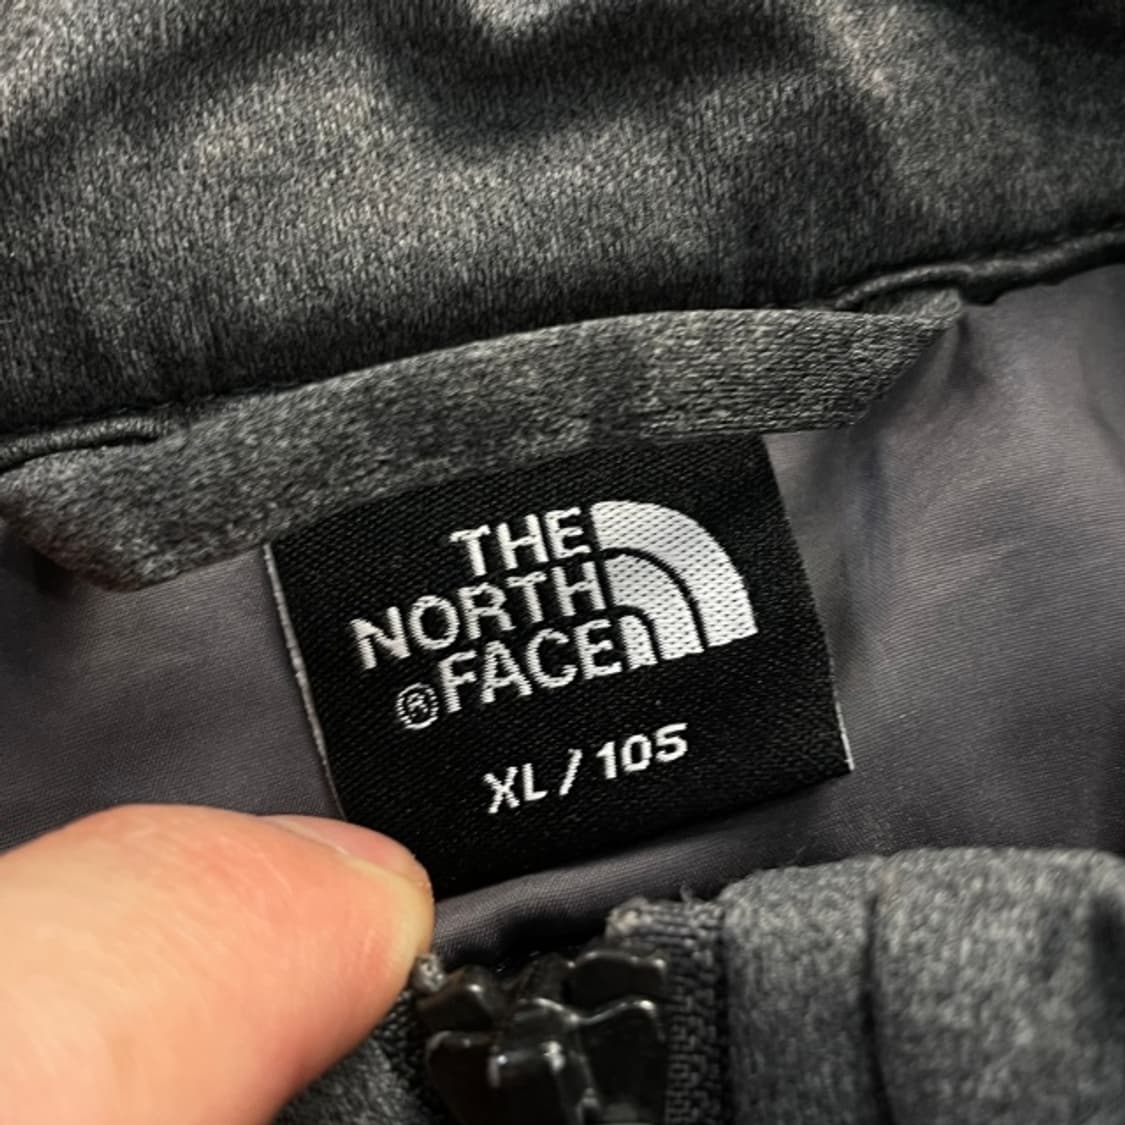 THE
NORTH
®FACE
XL/105